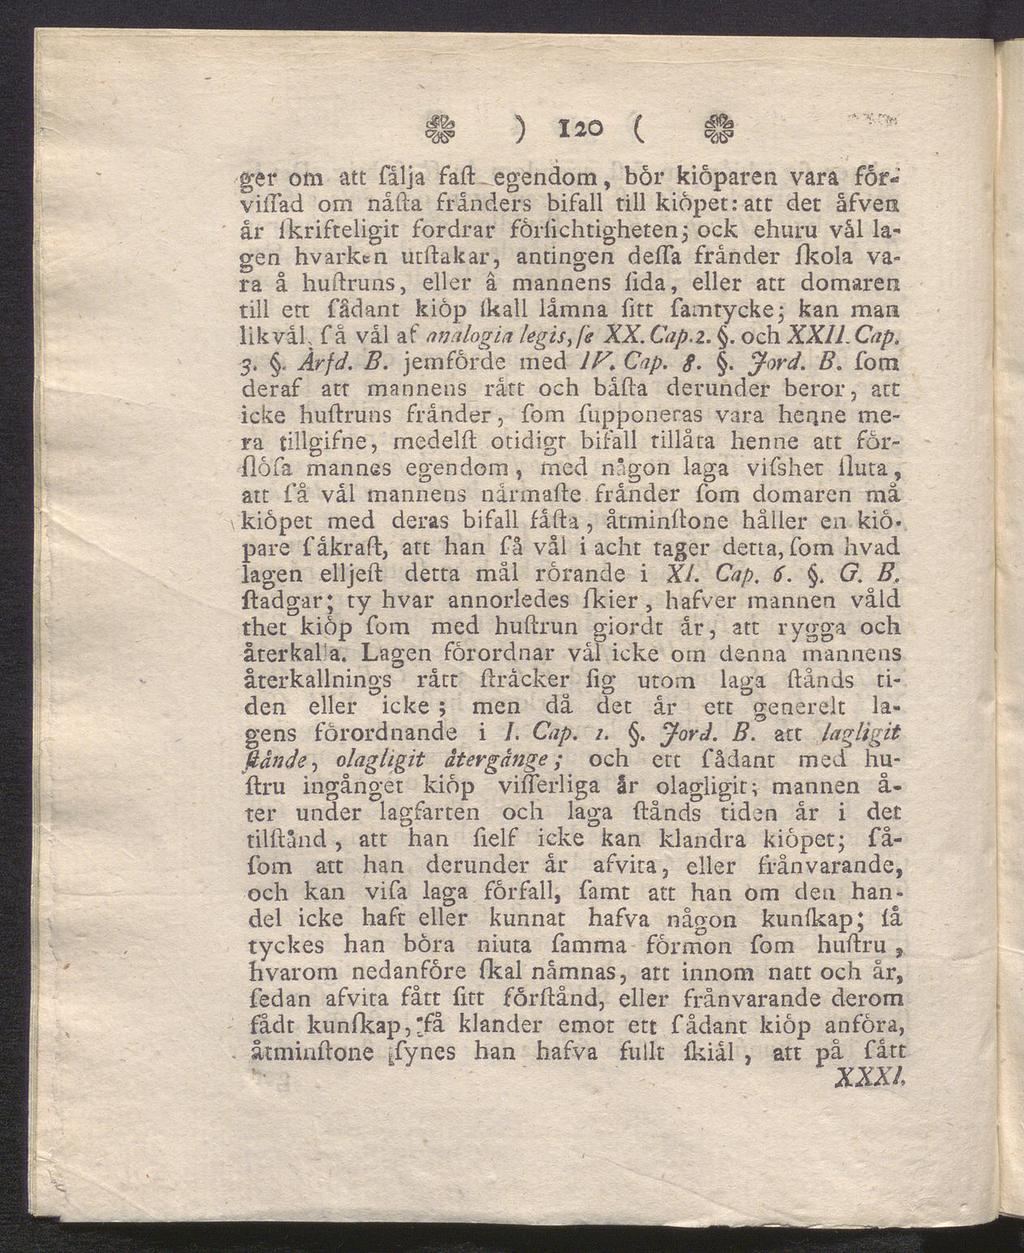 ) 120 (
ger om att ſälja faſt egendom, bör kiöparen vara för-
viſſad om näſta fränders bifall till kiöpet: att det äfven
är ſkrifteligit fordrar förſichtigheten; ock ehuru väl la-
gen hvarken utſtakar, antingen deſſa fränder ſkola va-
ra å huſtruns, eller å mannens ſida, eller att domaren
till ett ſådant kiöp ſkall lämna ſitt ſamtycke; kan man
likväl, ſå väl af analogia legis, ſe XX. Cap. 2. §. och XXII. Cap.
3. §. Ärfd. B. jemförde med IV. Cap. 8. §. Jord. B. ſom
deraf att mannens rätt och bäſta derunder beror, att
icke huſtruns fränder, ſom ſupponeras vara henne me-
ra tillgifne, medelſt otidigt bifall tillåta henne att för-
ſlöſa mannes egendom, med någon laga viſshet ſluta,
att ſå väl mannens närmaſte fränder ſom domaren må
kiöpet med deras bifall fäſta, åtminſtone håller en kiö-
pare ſäkraſt, att han ſå väl i acht tager detta, ſom hvad
lagen elljeſt detta mål rörande i XI. Cap. 6. §. G. B.
ſtadgar; ty hvar annorledes ſkier, hafver mannen våld
thet kiöp ſom med huſtrun giordt är, att rygga och
återkalla. Lagen förordnar väl icke om denna mannens
återkallnings rätt ſträcker ſig utom laga ſtånds ti-
den eller icke; men då det är ett generelt la-
gens förordnande i I. Cap. 1. §. Jord. B. att lagligit
ſtånde, olagligit återgånge; och ett ſådant med hu-
ſtru ingånget kiöp viſſerliga är olagligit; mannen å-
ter under lagfarten och laga ſtånds tiden är i det
tilſtånd, att han ſielf icke kan klandra kiöpet; ſå-
ſom att han derunder är afvita, eller frånvarande,
och kan viſa laga förfall, ſamt att han om den han-
del icke haft eller kunnat hafva någon kunſkap; ſå
tyckes han böra niuta ſamma förmon ſom huſtru,
hvarom nedanföre ſkal nämnas, att innom natt och år,
ſedan afvita fått ſitt förſtånd, eller frånvarande derom
fådt kunſkap, få klander emot ett ſådant kiöp anföra,
åtminſtone ſynes han hafva fullt ſkiäl, att på ſätt
XXXI.